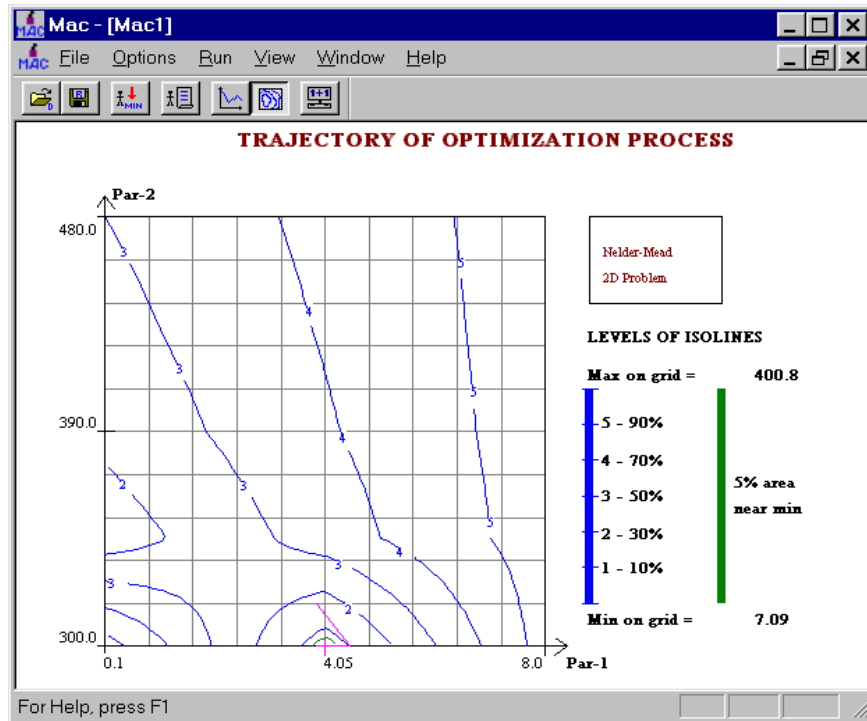 MAC
Mac - [Mac1]
MAC
File Options Run View Window Help
D
R
MIN
1+1
TRAJECTORY OF OPTIMIZATION PROCESS
Par-2
480.0
390.0
300.0
0.1
4.05
8.0
Par-1
3
3
3
3
3
4
4
4
5
5
5
2
2
Nelder-Mead
2D Problem
LEVELS OF ISOLINES
Max on grid = 400.8
5 - 90%
4 - 70%
3 - 50%
2 - 30%
1 - 10%
5% area
near min
Min on grid = 7.09
For Help, press F1